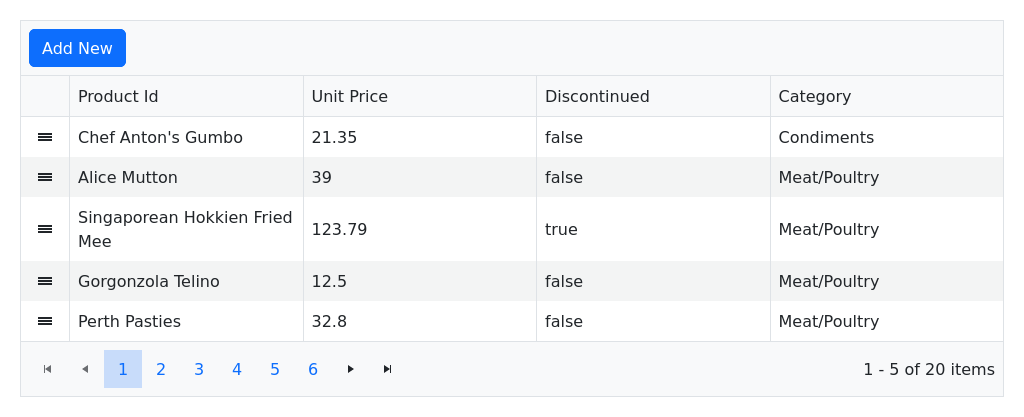 Add New
Product Id Unit Price Discontinued Category
Chef Anton's Gumbo 21.35 false Condiments
Alice Mutton 39 false Meat/Poultry
Singaporean Hokkien Fried
Mee 123.79 true Meat/Poultry
Gorgonzola Telino 12.5 false Meat/Poultry
Perth Pasties 32.8 false Meat/Poultry
1 2 3 4 5 6 1 - 5 of 20 items